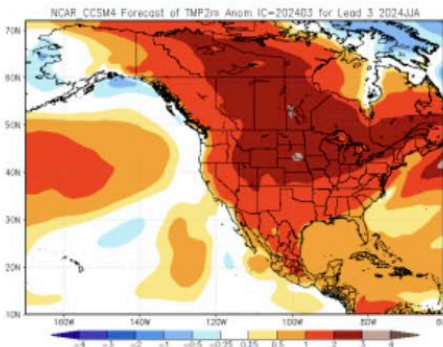 NCAR CCSM4 Forecast of TMP2m Anom IC=202403 for Lead 3 2024JJA
70N
60N
50N
40N
30N
20N
10N
160W 140W 120W 100W 80W
-4 -3 -2 -1 -0.5 -0.25 0.25 0.5 1 2 3 4